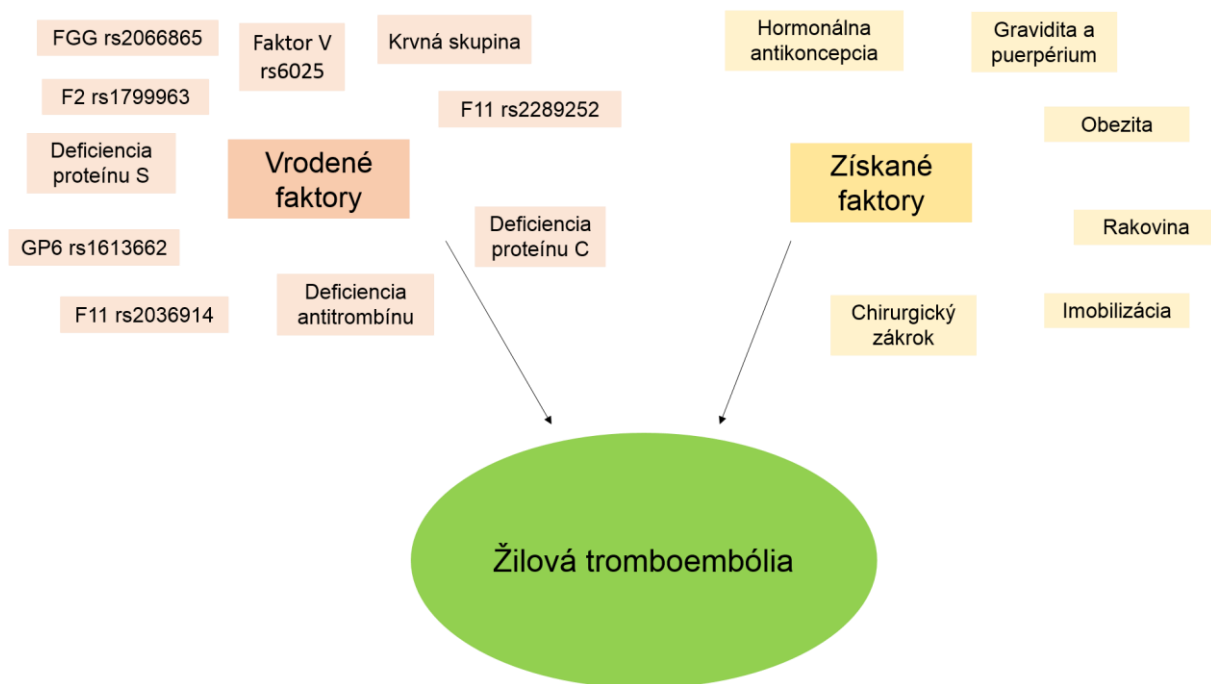 FGG rs2066865
Faktor V
rs6025
Krvná skupina
F2 rs1799963
F11 rs2289252
Deficiencia
proteínu S
Vrodené
faktory
GP6 rs1613662
Deficiencia
proteínu C
F11 rs2036914
Deficiencia
antitrombínu
Hormonálna
antikoncepcia
Gravidita a
puerpérium
Obezita
Získané
faktory
Rakovina
Chirurgický
zákrok
Imobilizácia
Žilová tromboembólia